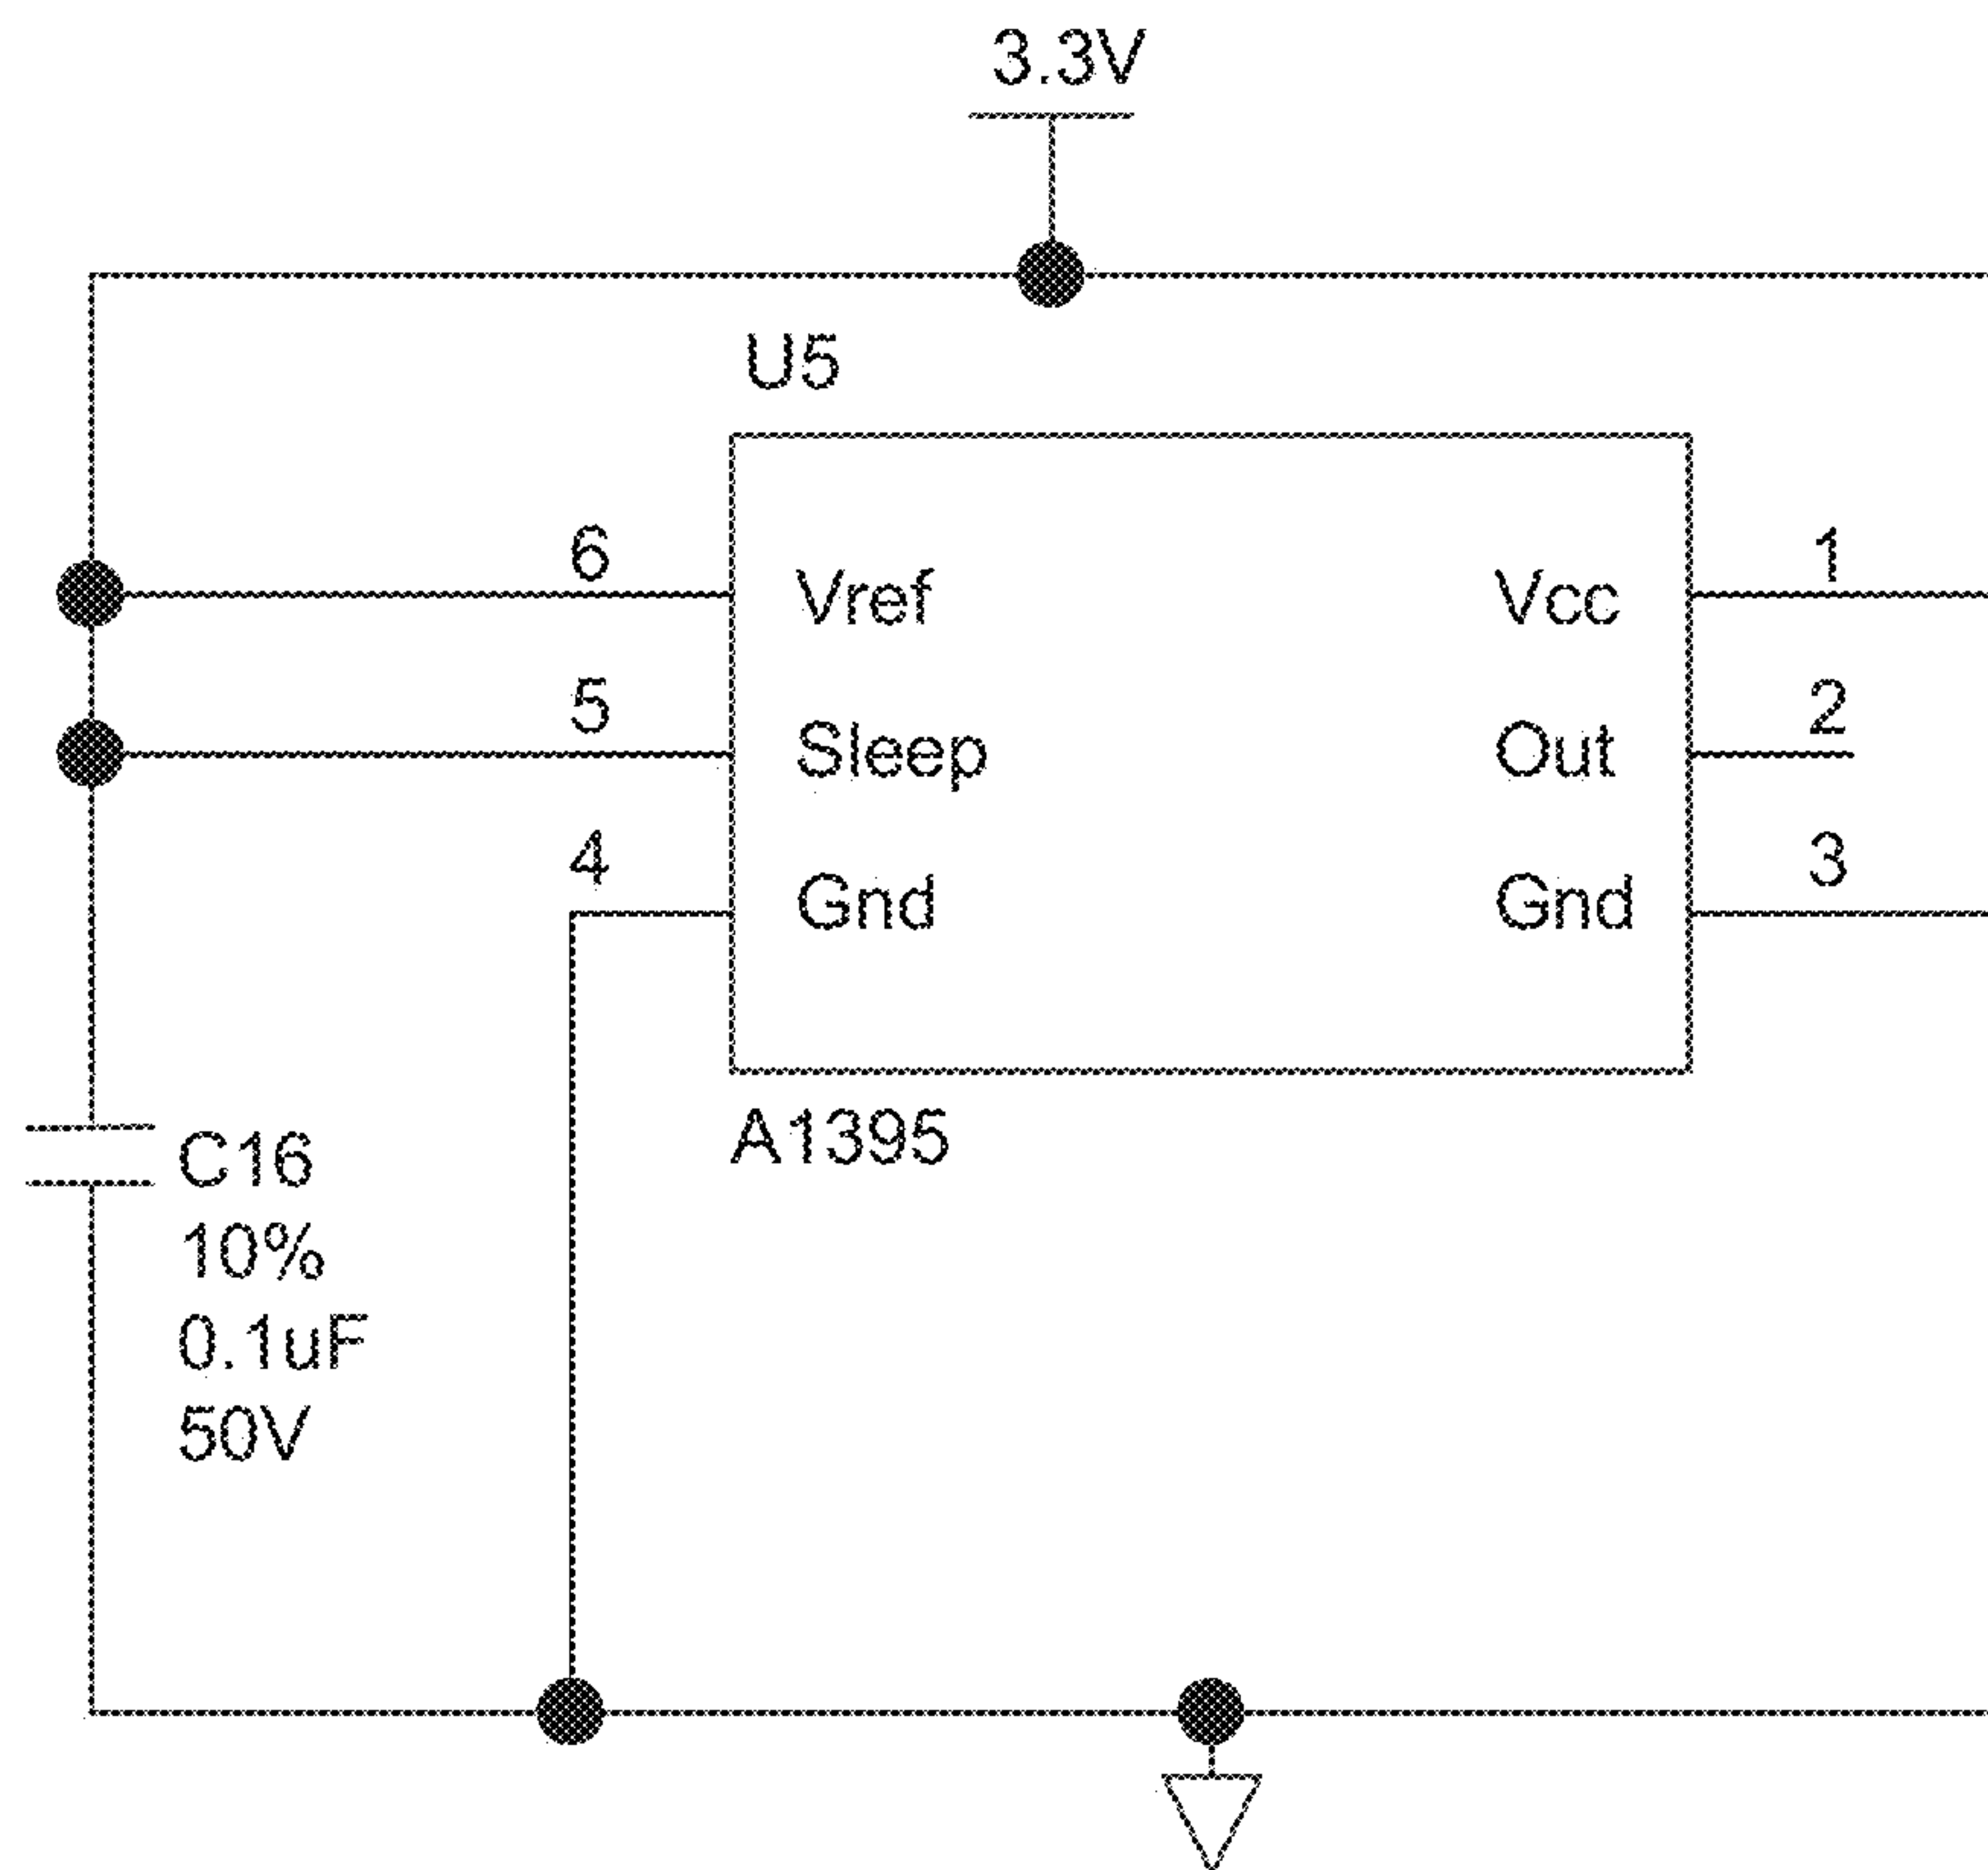 3.3V
U5
6
Vref
Vcc
1
5
Sleep
Out
2
4
Gnd
Gnd
3
A1395
C16
10%
0.1uF
50V